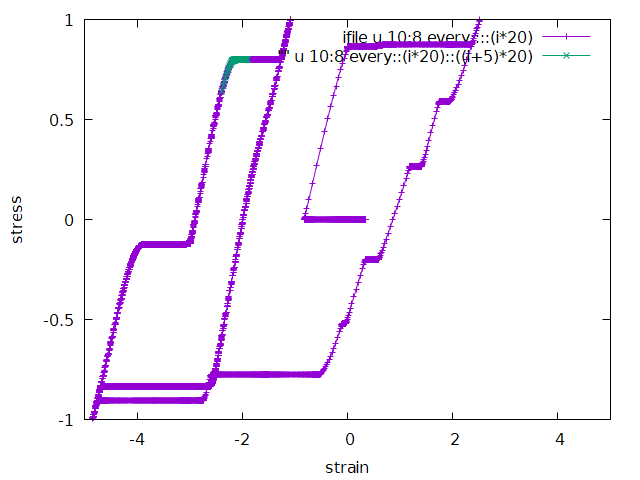 1
0.5
0
-0.5
-1
-4
-2
0
2
4
stress
strain
ifile u 10:8 every:::(i*20)
u 10:8 every::(i*20)::((i+5)*20)